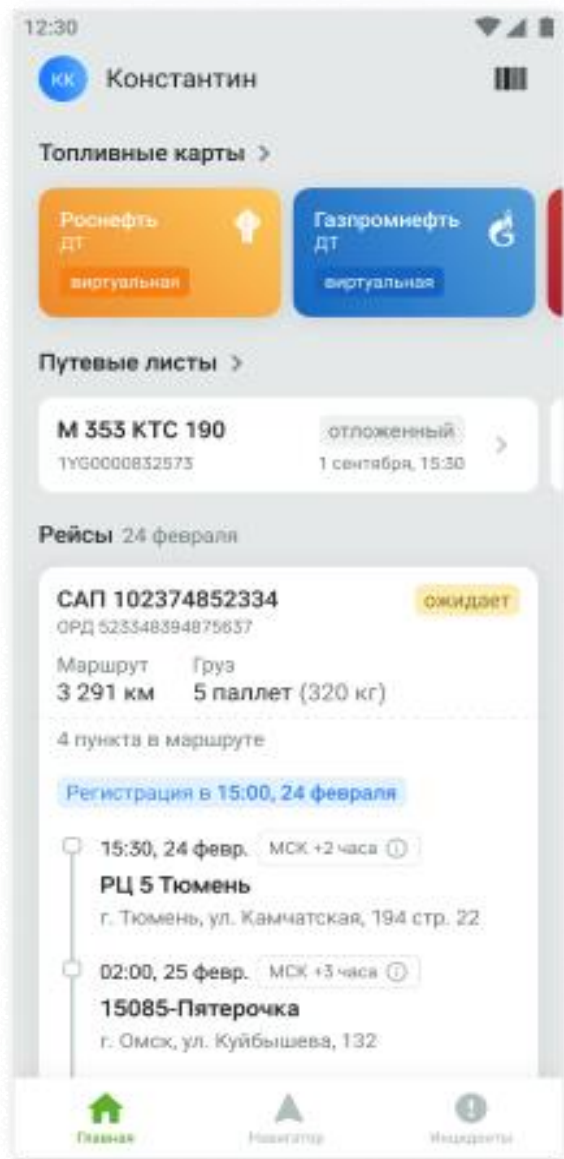 12:30
КК Константин
Топливные карты >
Роснефть
ДТ
виртуальная
Газпромнефть
ДТ
виртуальная
Путевые листы >
М 353 КТС 190
отложенный
1YG0000832573
1 сентября, 15:30
Рейсы 24 февраля
САП 102374852334
ожидает
ОРД 523348394875637
Маршрут Груз
3 291 км 5 паллет (320 кг)
4 пункта в маршруте
Регистрация в 15:00, 24 февраля
15:30, 24 февр. МСК +2 часа
РЦ 5 Тюмень
г. Тюмень, ул. Камчатская, 194 стр. 22
02:00, 25 февр. МСК +3 часа
15085-Пятерочка
г. Омск, ул. Куйбышева, 132
Главная Навигатор Инциденты